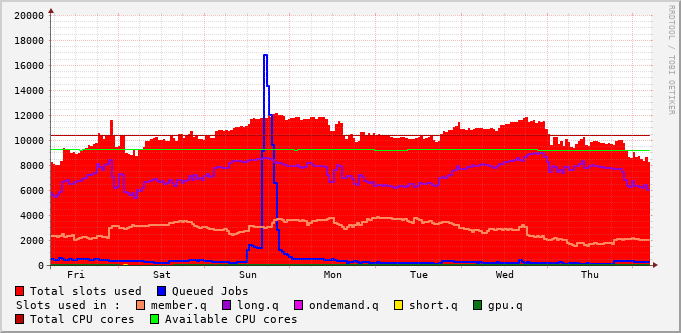 20000
18000
16000
14000
12000
10000
8000
6000
4000
2000
0
Fri Sat Sun Mon Tue Wed Thu
RRDTOOL / TOBI OETIKER
Total slots used Queued Jobs
Slots used in : member.q long.q ondemand.q short.q gpu.q
Total CPU cores Available CPU cores